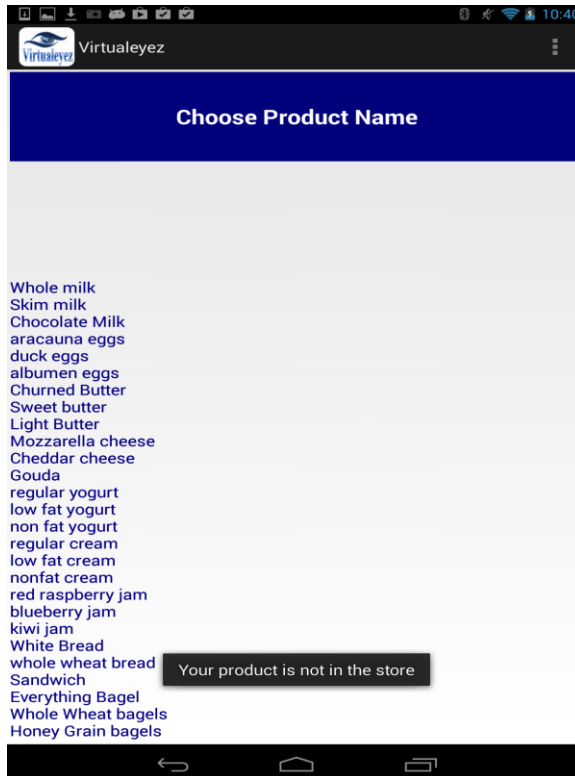 10:40
Virtualeyez
Virtualeyez
Choose Product Name
Whole milk
Skim milk
Chocolate Milk
aracauna eggs
duck eggs
albumen eggs
Churned Butter
Sweet butter
Light Butter
Mozzarella cheese
Cheddar cheese
Gouda
regular yogurt
low fat yogurt
non fat yogurt
regular cream
low fat cream
nonfat cream
red raspberry jam
blueberry jam
kiwi jam
White Bread
whole wheat bread
Your product is not in the store
Sandwich
Everything Bagel
Whole Wheat bagels
Honey Grain bagels